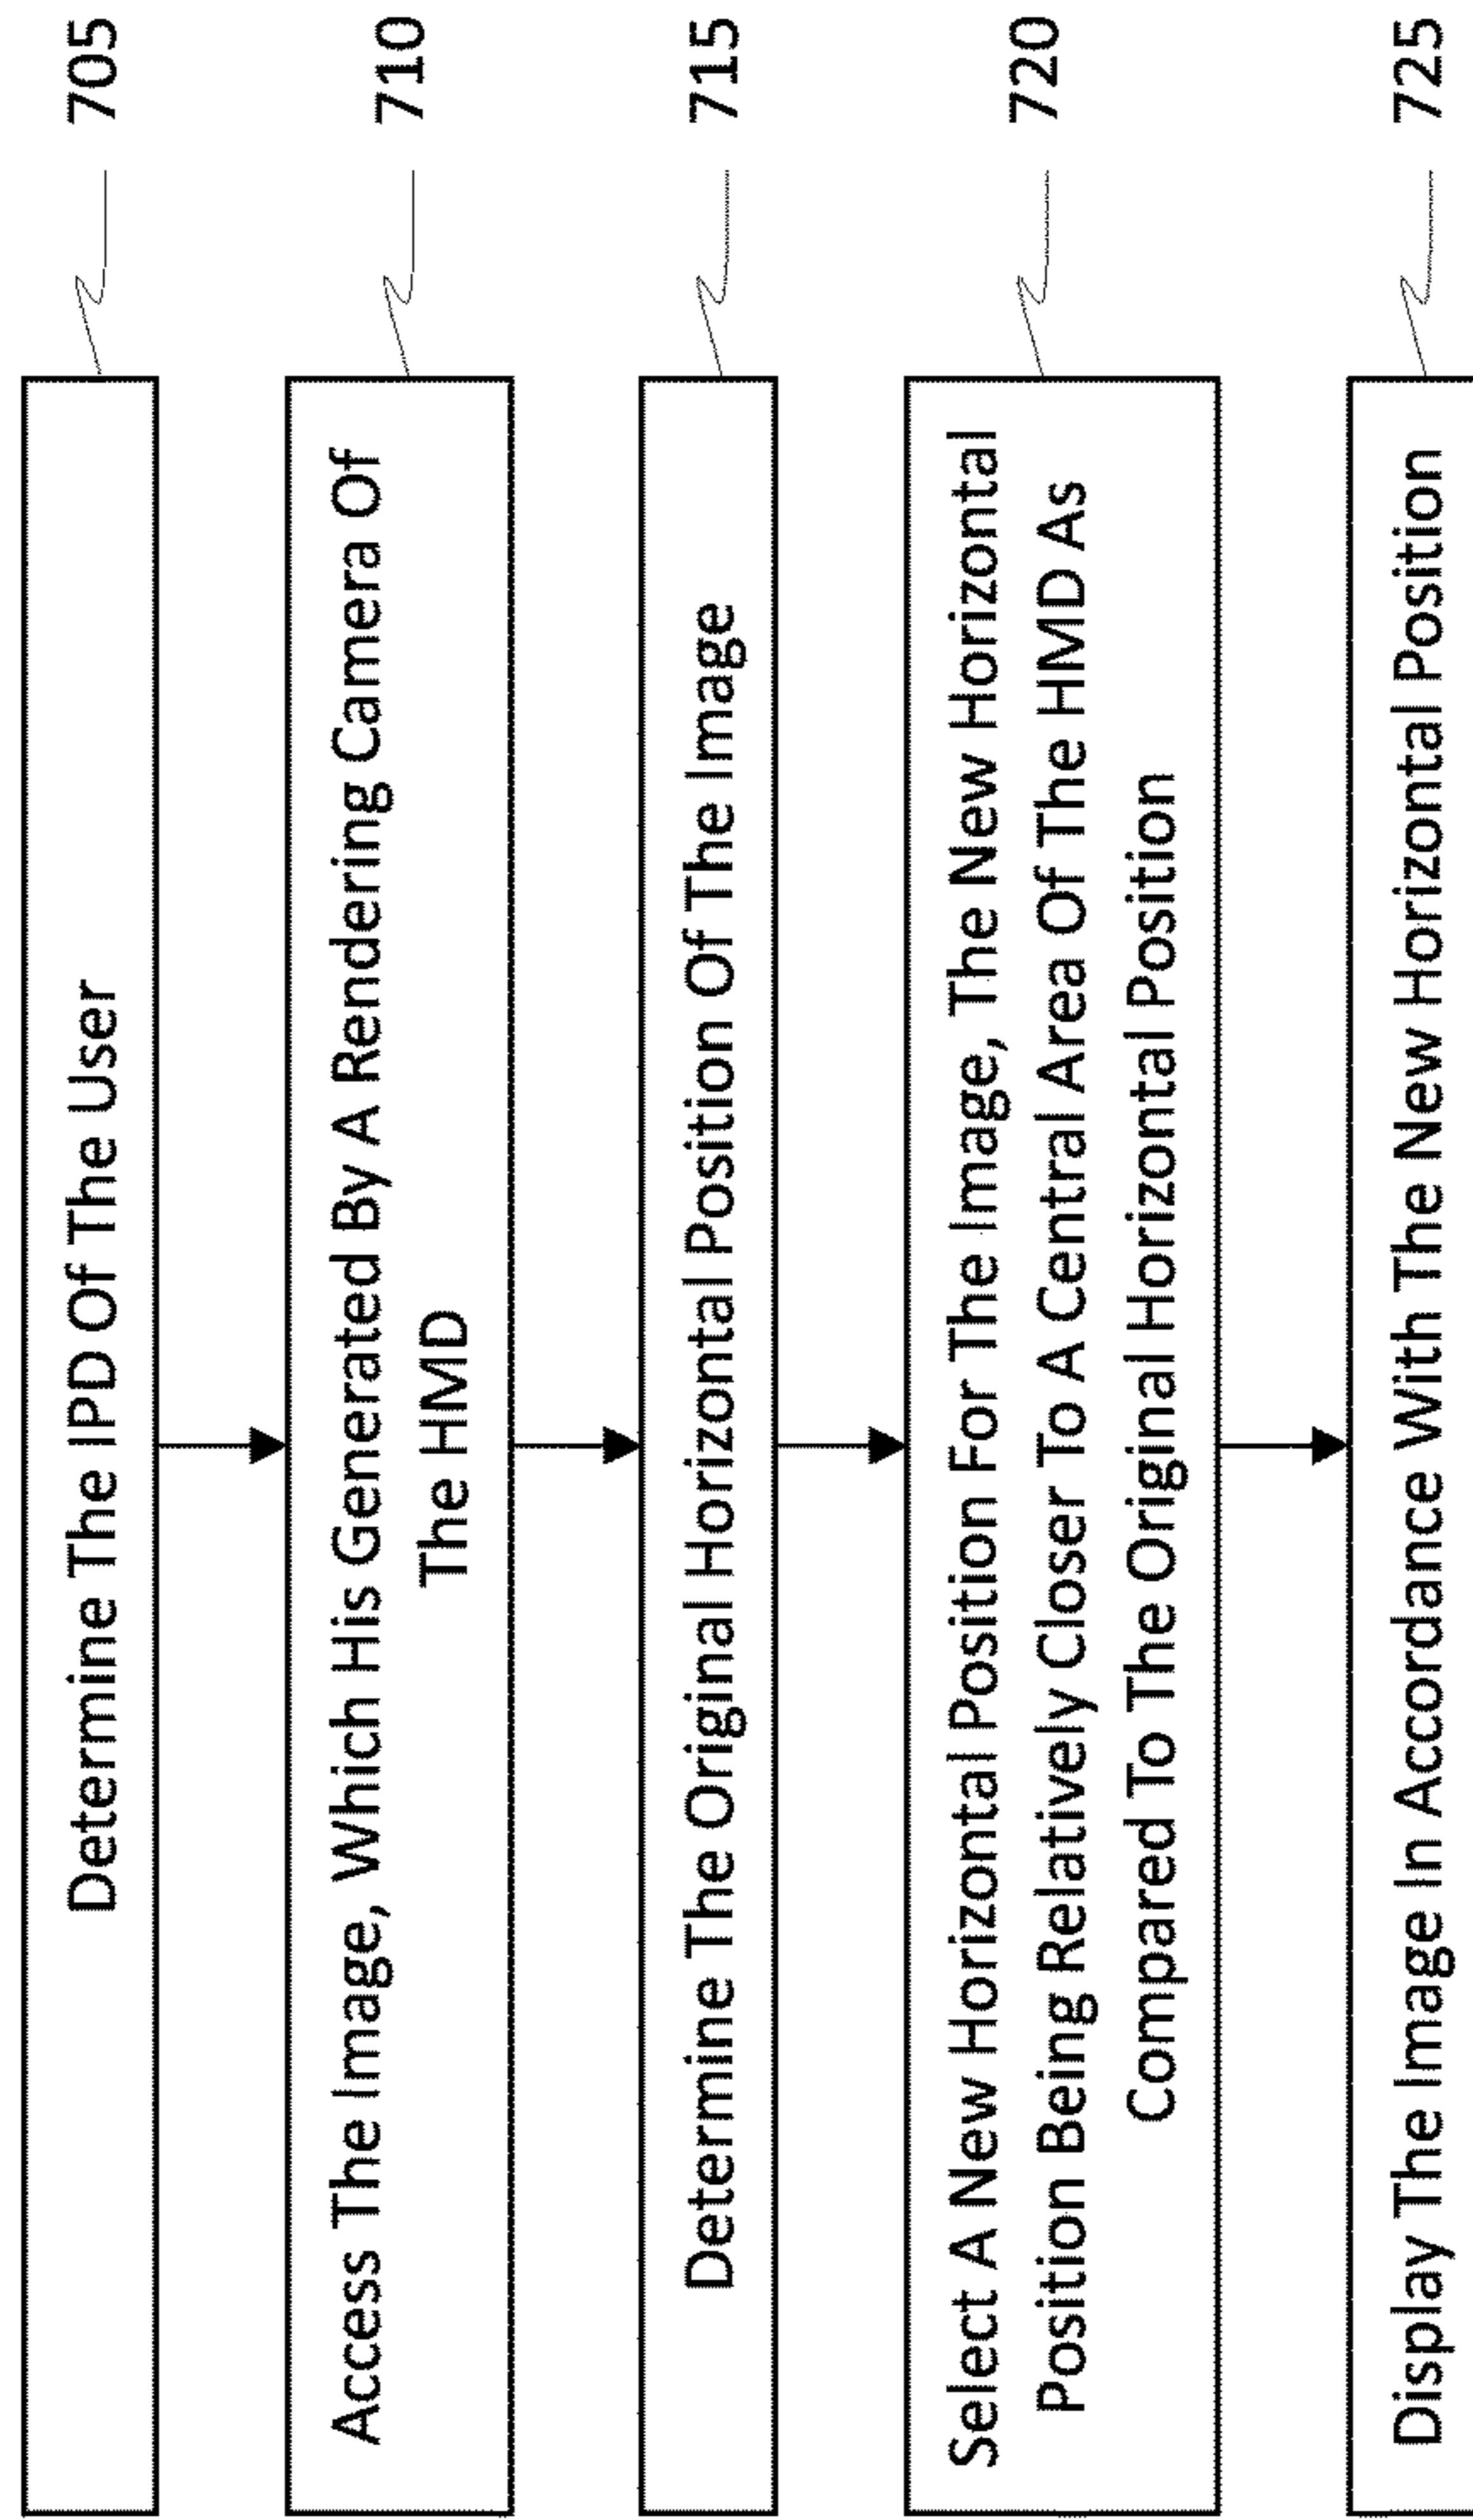 Determine The IPD Of The User
705
Access The Image, Which His Generated By A Rendering Camera Of
The HMD
710
Determine The Original Horizontal Position Of The Image
715
Select A New Horizontal Position For The Image, The New Horizontal
Position Being Relatively Closer To A Central Area Of The HMD As
Compared To The Original Horizontal Position
720
Display The Image In Accordance With The New Horizontal Position
725